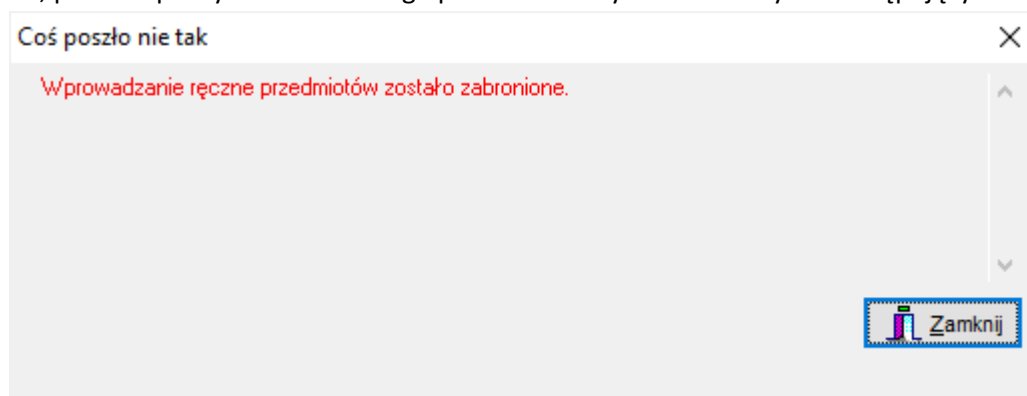 Coś poszło nie tak
Wprowadzanie ręczne przedmiotów zostało zabronione.
Zamknij